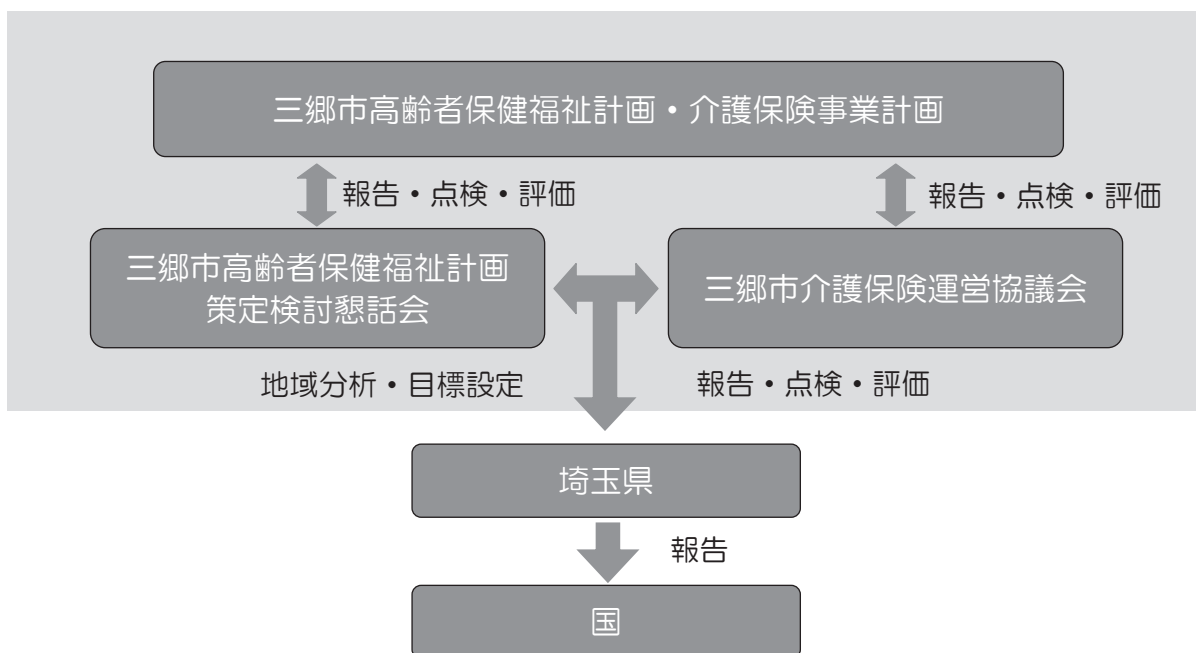 三郷市高齢者保健福祉計画・介護保険事業計画
報告・点検・評価
報告・点検・評価
三郷市高齢者保健福祉計画
策定検討懇話会
三郷市介護保険運営協議会
地域分析・目標設定
報告・点検・評価
埼玉県
報告
国